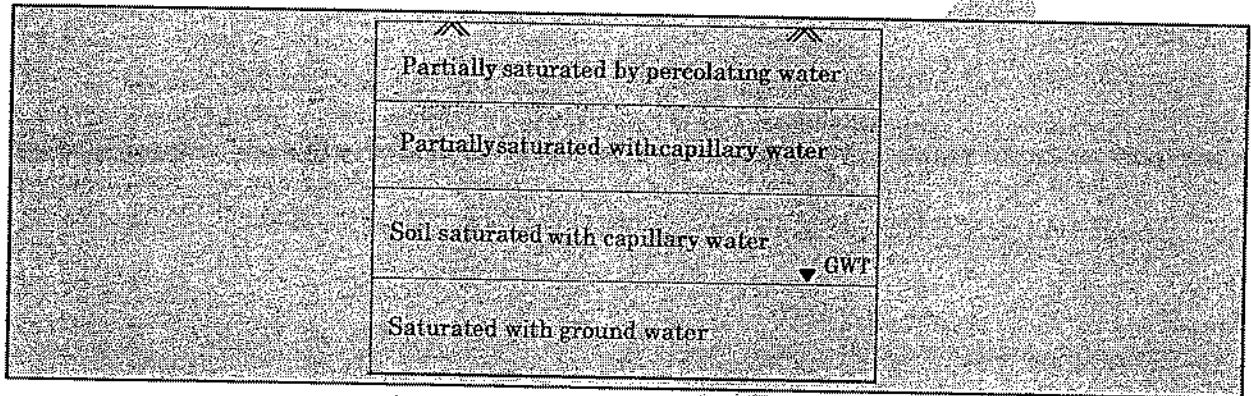 Partially saturated by percolating water
Partially saturated with capillary water
Soil saturated with capillary water
GWT
Saturated with ground water